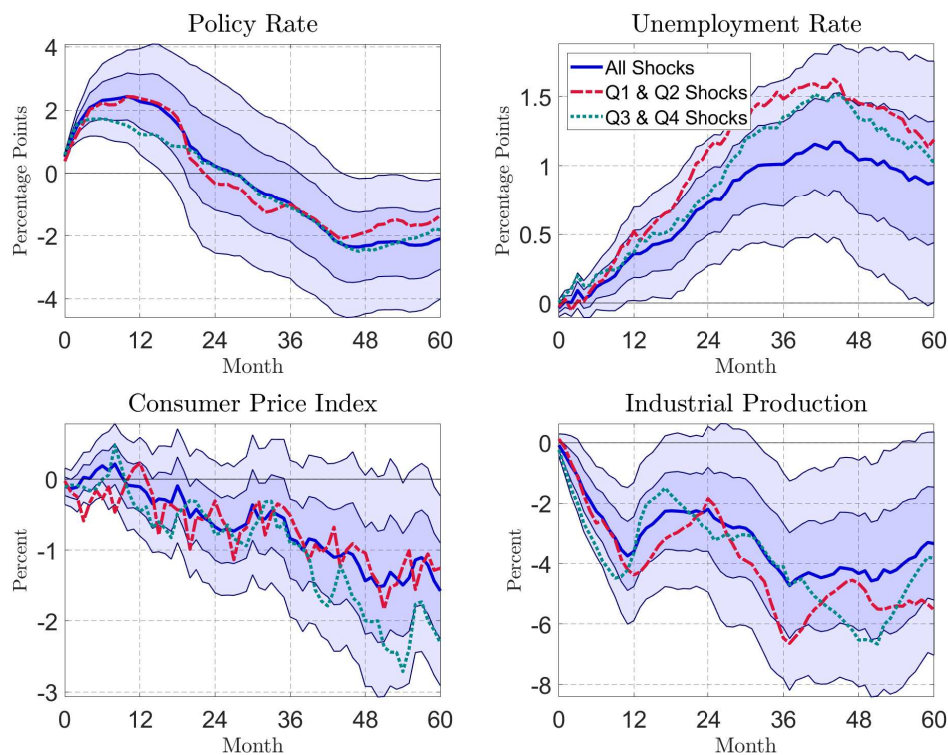 Policy Rate
Percentage Points
4
2
0
-2
-4
0 12 24 36 48 60
Month
Unemployment Rate
Percentage Points
1.5
1
0.5
0
All Shocks
Q1 & Q2 Shocks
Q3 & Q4 Shocks
0 12 24 36 48 60
Month
Consumer Price Index
Percent
0
-1
-2
-3
0 12 24 36 48 60
Month
Industrial Production
Percent
0
-2
-4
-6
-8
0 12 24 36 48 60
Month